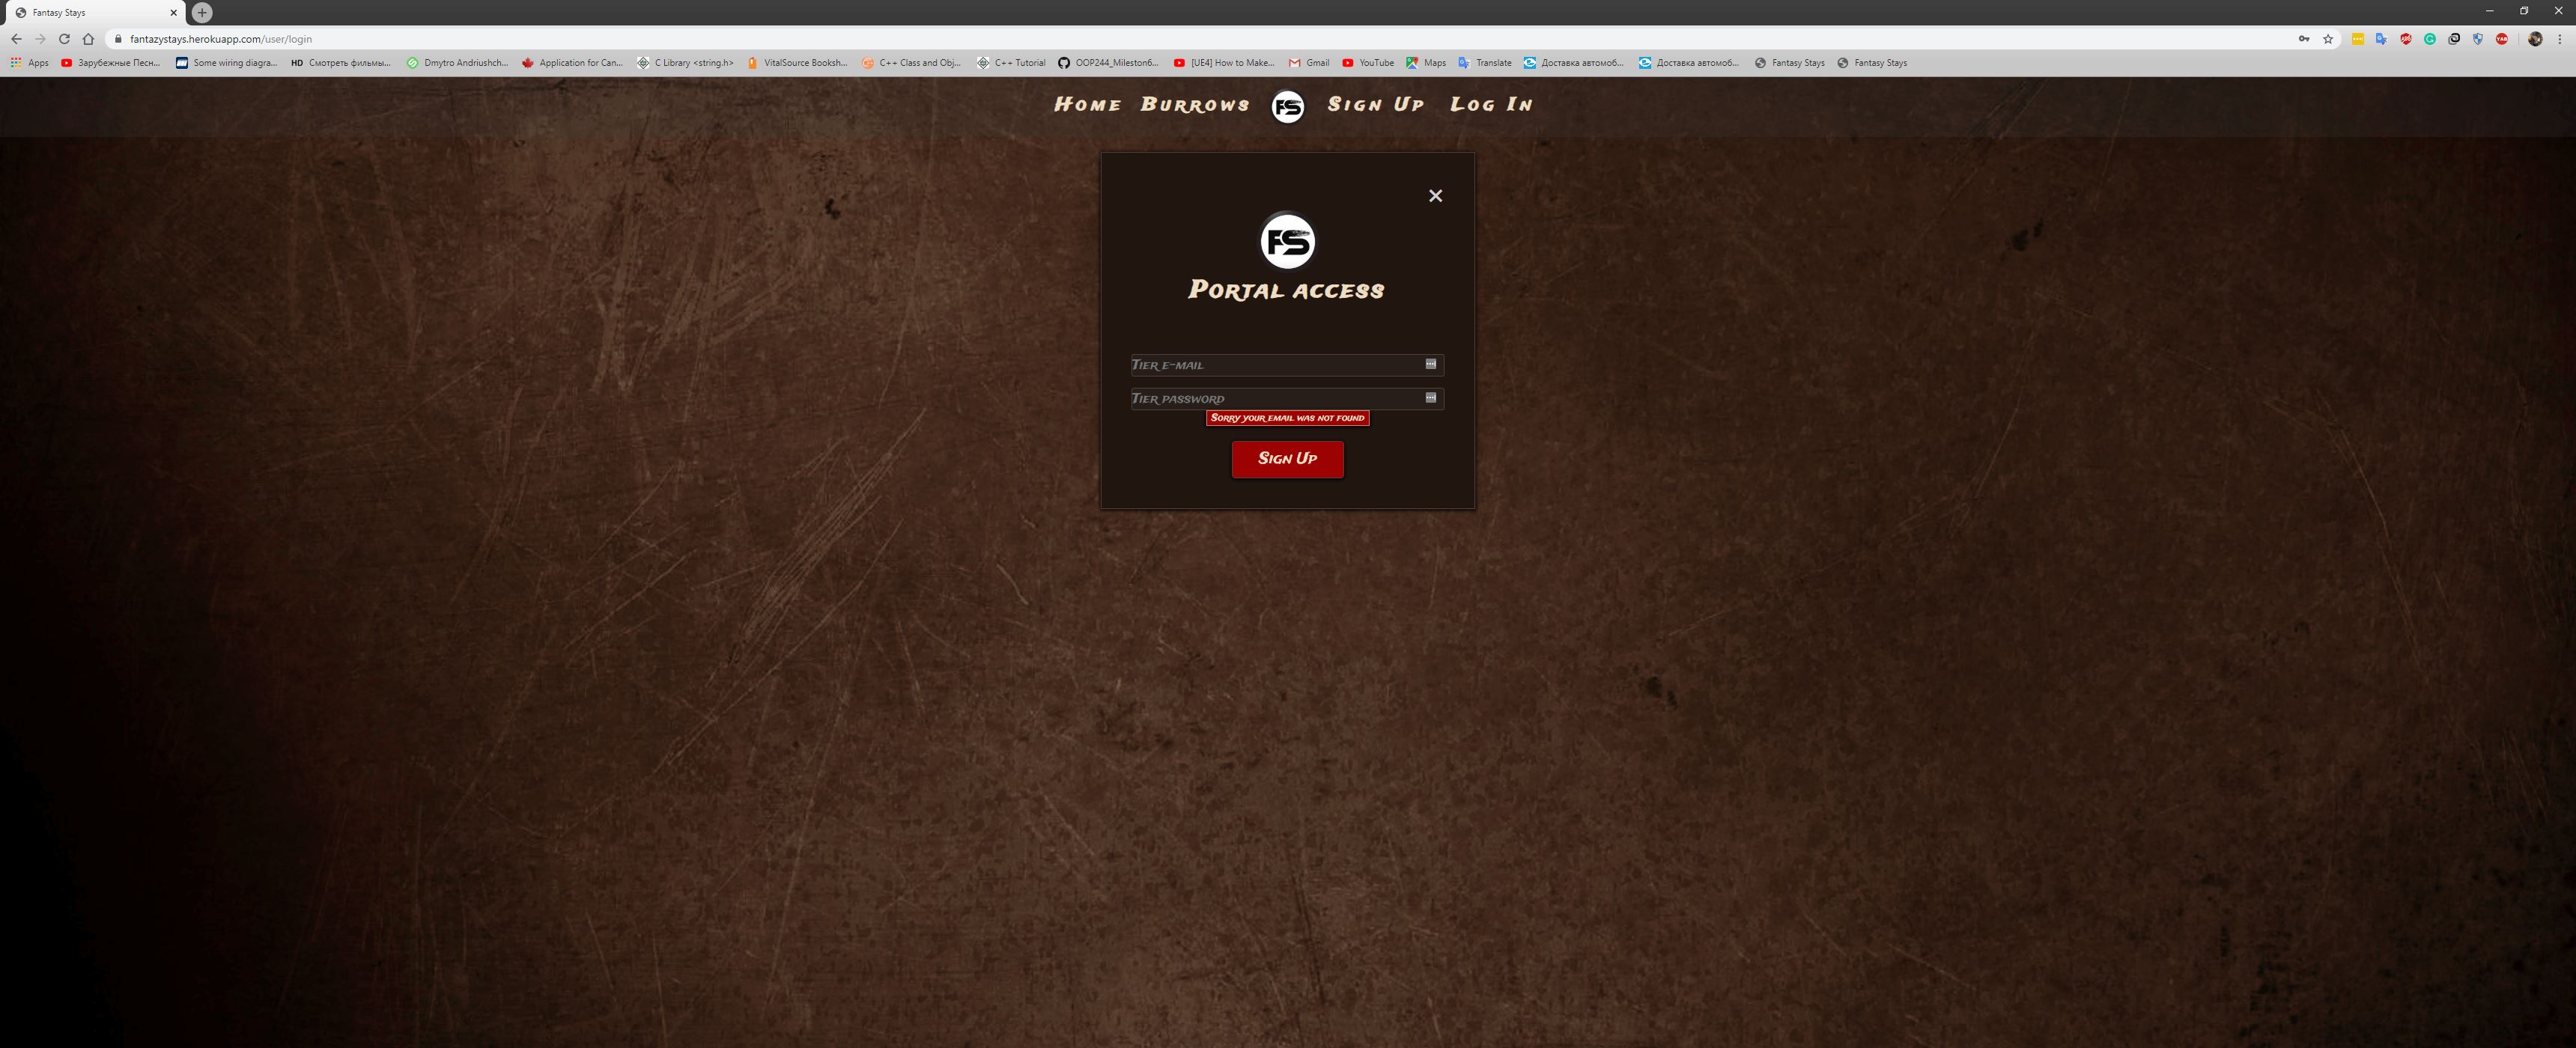 Fantasy Stays
fantazystays.herokuapp.com/user/login
Apps Зарубежные Песн... Some wiring diagra... HD Смотреть фильмы... Dmytro Andriushch... Application for Can... C Library <string.h> VitalSource Booksh... C++ Class and Obj... C++ Tutorial OOP244_Mileston6... [UE4] How to Make... Gmail YouTube Maps Translate Доставка автомоб... Доставка автомоб... Fantasy Stays Fantasy Stays
Home Burrows FS Sign Up Log In
FS
Portal access
Tier e-mail
Tier password
Sorry your email was not found
Sign Up